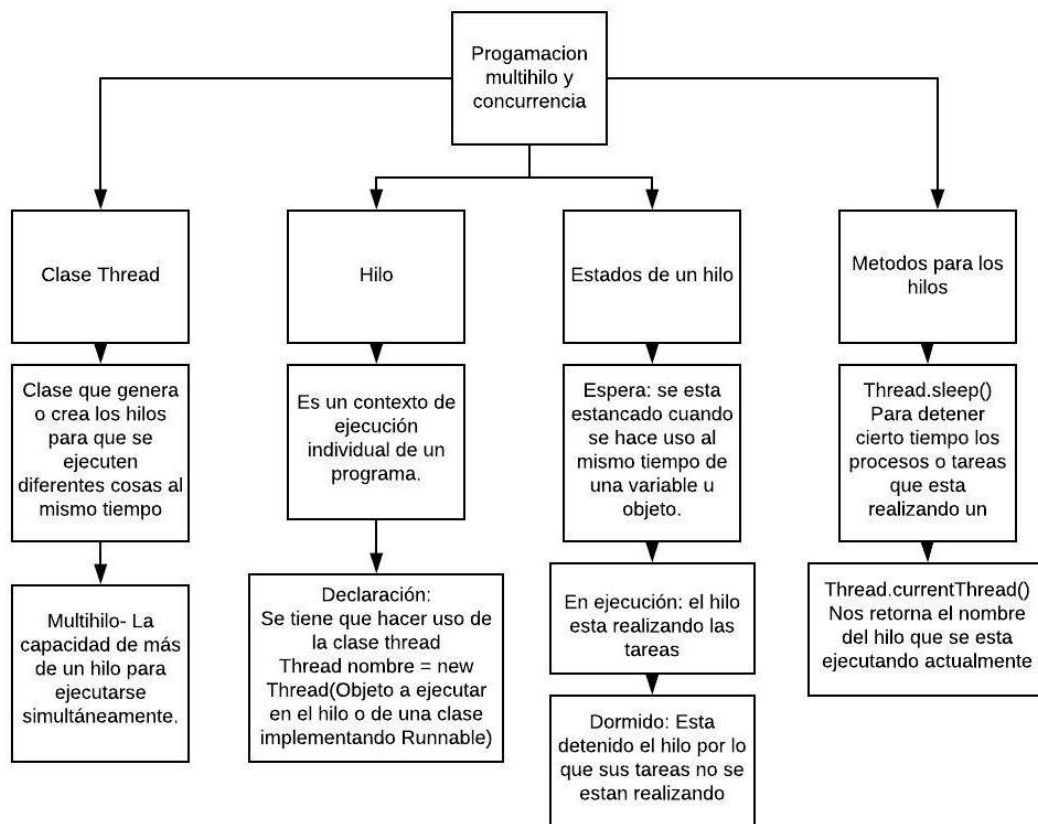 Progamacion
multihilo y
concurrencia
Clase Thread
Hilo
Estados de un hilo
Metodos para los
hilos
Clase que genera
o crea los hilos
para que se
ejecuten
diferentes cosas al
mismo tiempo
Es un contexto de
ejecución
individual de un
programa.
Espera: se esta
estancado cuando
se hace uso al
mismo tiempo de
una variable u
objeto.
Thread.sleep()
Para detener
cierto tiempo los
procesos o tareas
que esta
realizando un
Multihilo- La
capacidad de más
de un hilo para
ejecutarse
simultáneamente.
Declaración:
Se tiene que hacer uso de
la clase thread
Thread nombre = new
Thread(Objeto a ejecutar
en el hilo o de una clase
implementando Runnable)
En ejecución: el hilo
esta realizando las
tareas
Thread.currentThread()
Nos retorna el nombre
del hilo que se esta
ejecutando actualmente
Dormido: Esta
detenido el hilo por lo
que sus tareas no se
estan realizando